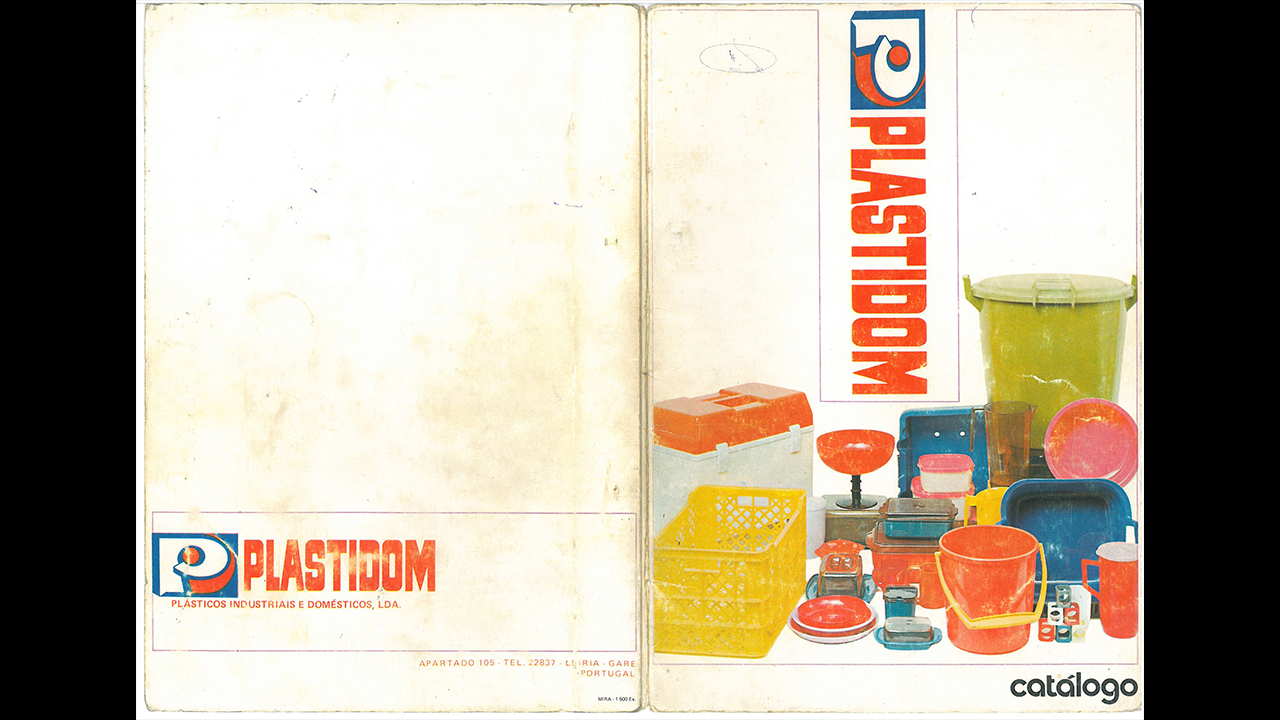 PLASTIDOM
PLÁSTICOS INDUSTRIAIS E DOMÉSTICOS, LDA.
APARTADO 105 - TEL. 22837 - LEIRIA - GARE
-PORTUGAL
MIRA - 1 500 Ex.
PLASTIDOM
catálogo